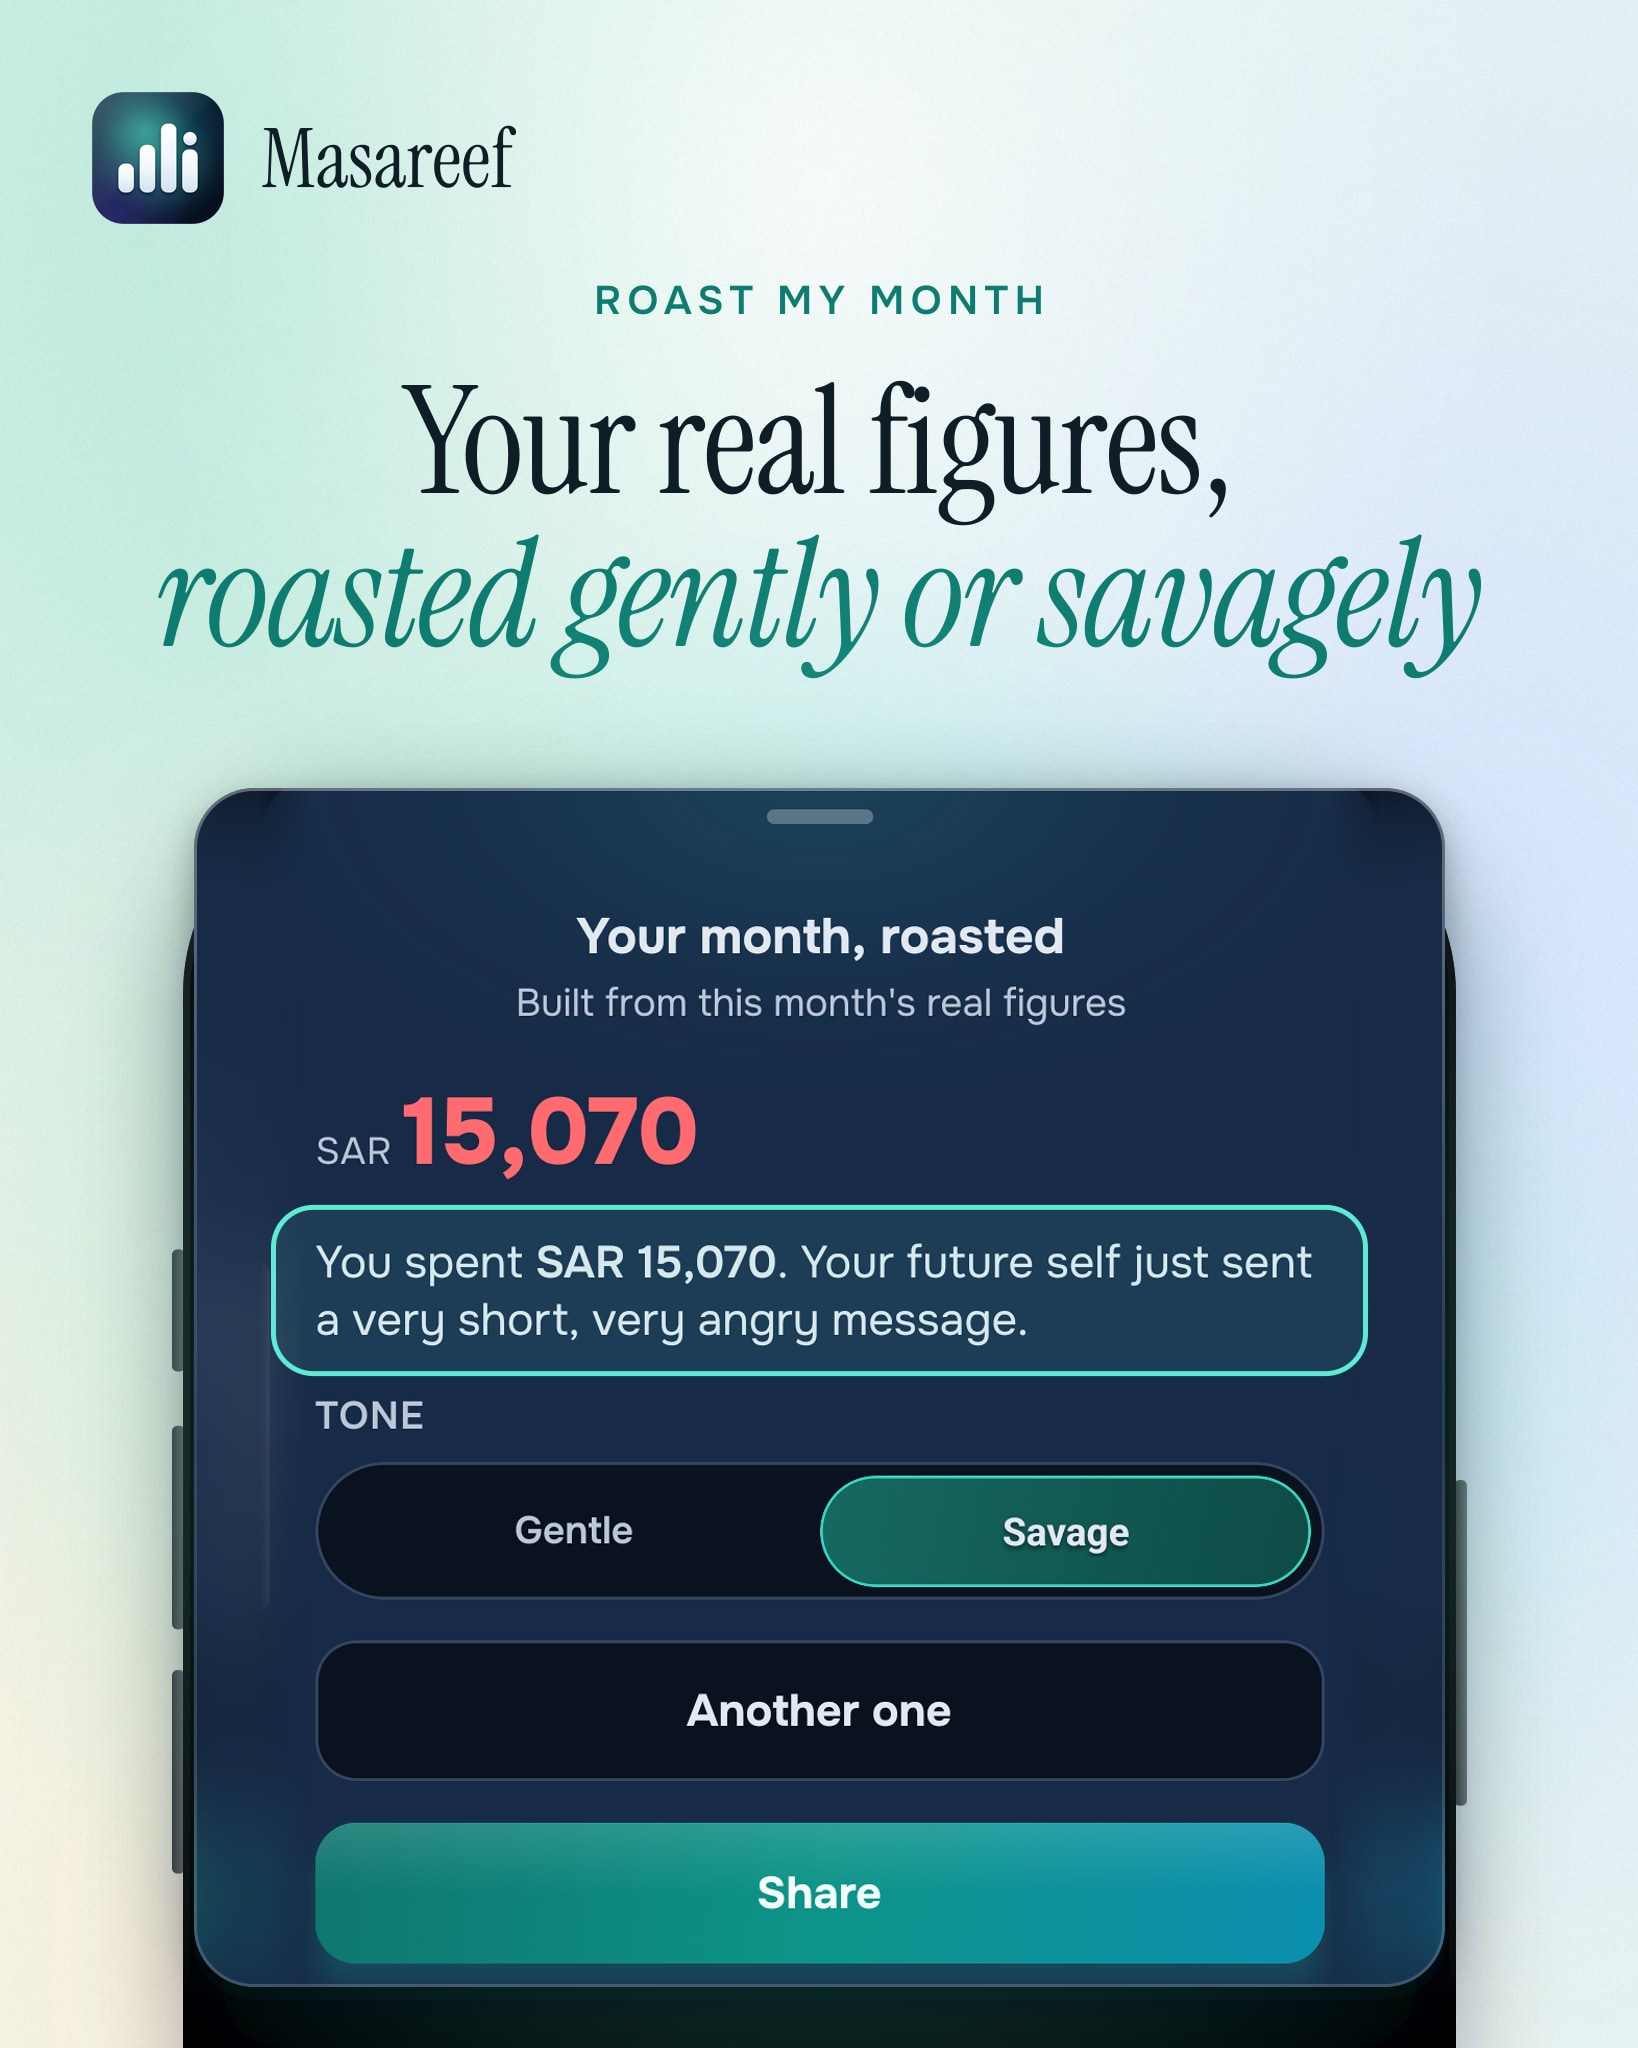 Masareef
ROAST MY MONTH
Your real figures,
roasted gently or savagely
Your month, roasted
Built from this month's real figures
SAR 15,070
You spent SAR 15,070. Your future self just sent
a very short, very angry message.
TONE
Gentle
Savage
Another one
Share